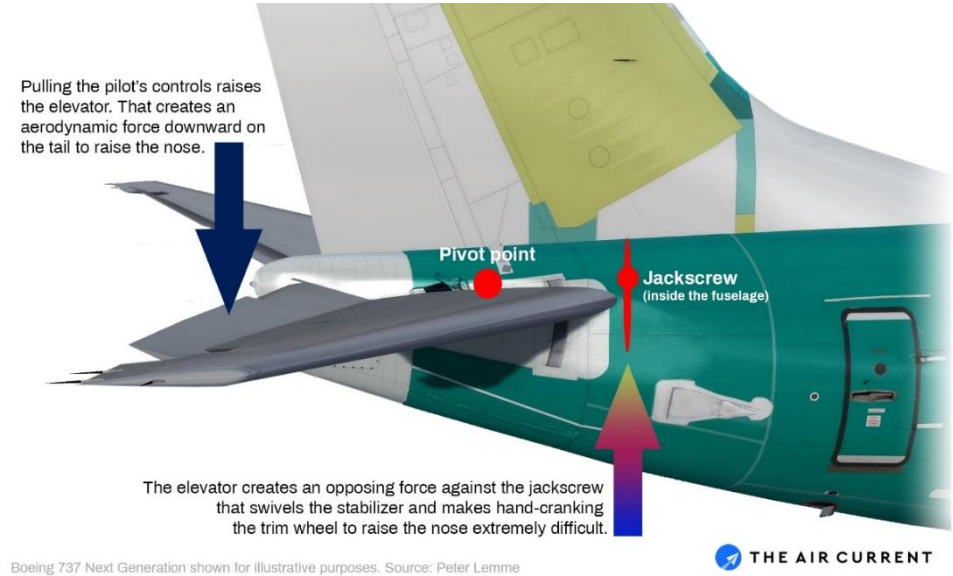 Pulling the pilot's controls raises
the elevator. That creates an
aerodynamic force downward on
the tail to raise the nose.
Pivot point
Jackscrew
(inside the fuselage)
The elevator creates an opposing force against the jackscrew
that swivels the stabilizer and makes hand-cranking
the trim wheel to raise the nose extremely difficult.
Boeing 737 Next Generation shown for illustrative purposes. Source: Peter Lemme
THE AIR CURRENT